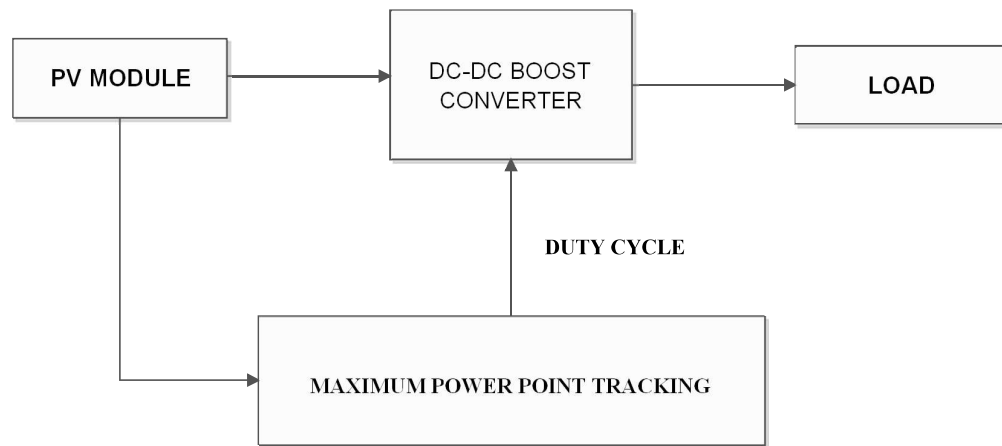 PV MODULE
DC-DC BOOST
CONVERTER
LOAD
DUTY CYCLE
MAXIMUM POWER POINT TRACKING